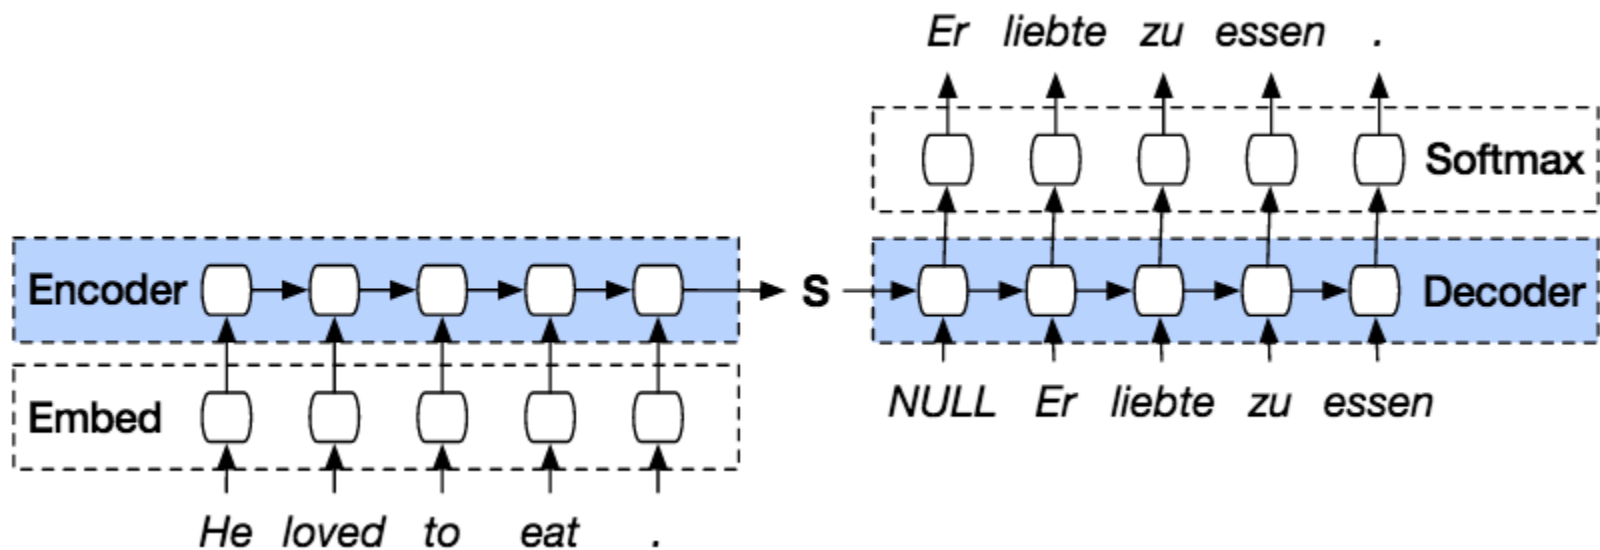 Er liebte zu essen .
Softmax
Encoder
S
Decoder
NULL Er liebte zu essen
Embed
He loved to eat .